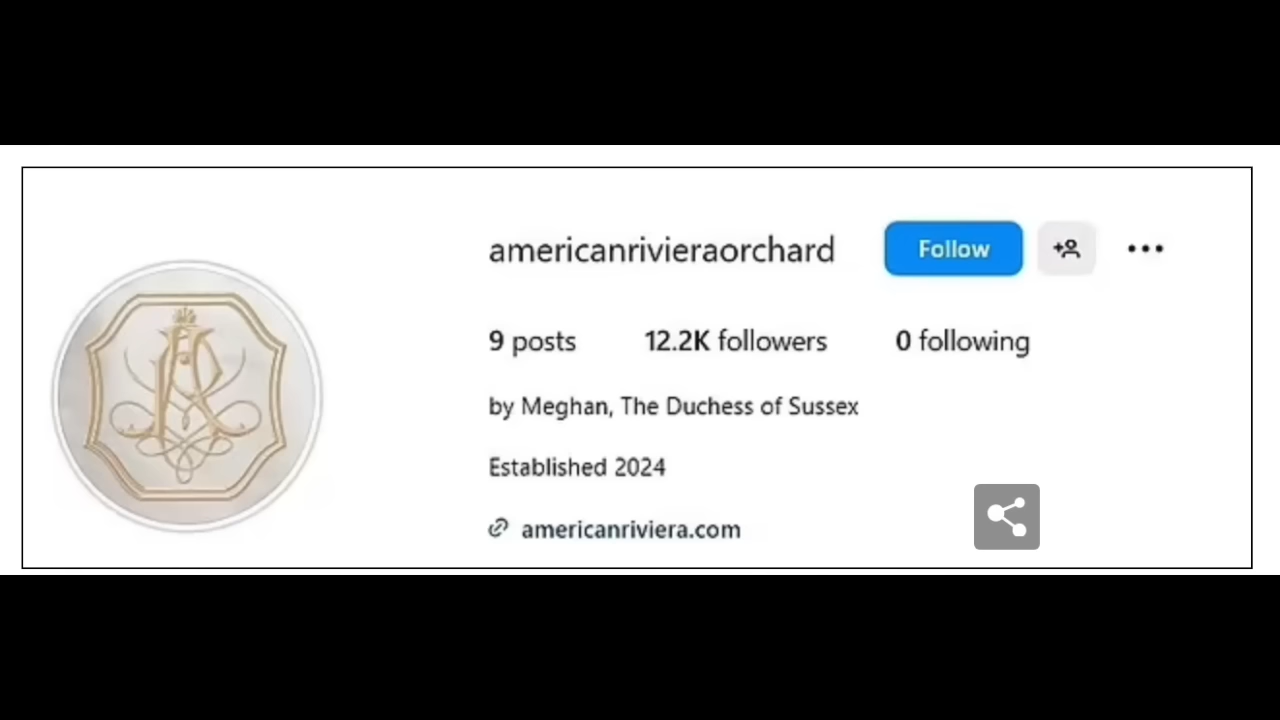 americanrivieraorchard Follow
9 posts 12.2K followers 0 following
by Meghan, The Duchess of Sussex
Established 2024
americanriviera.com